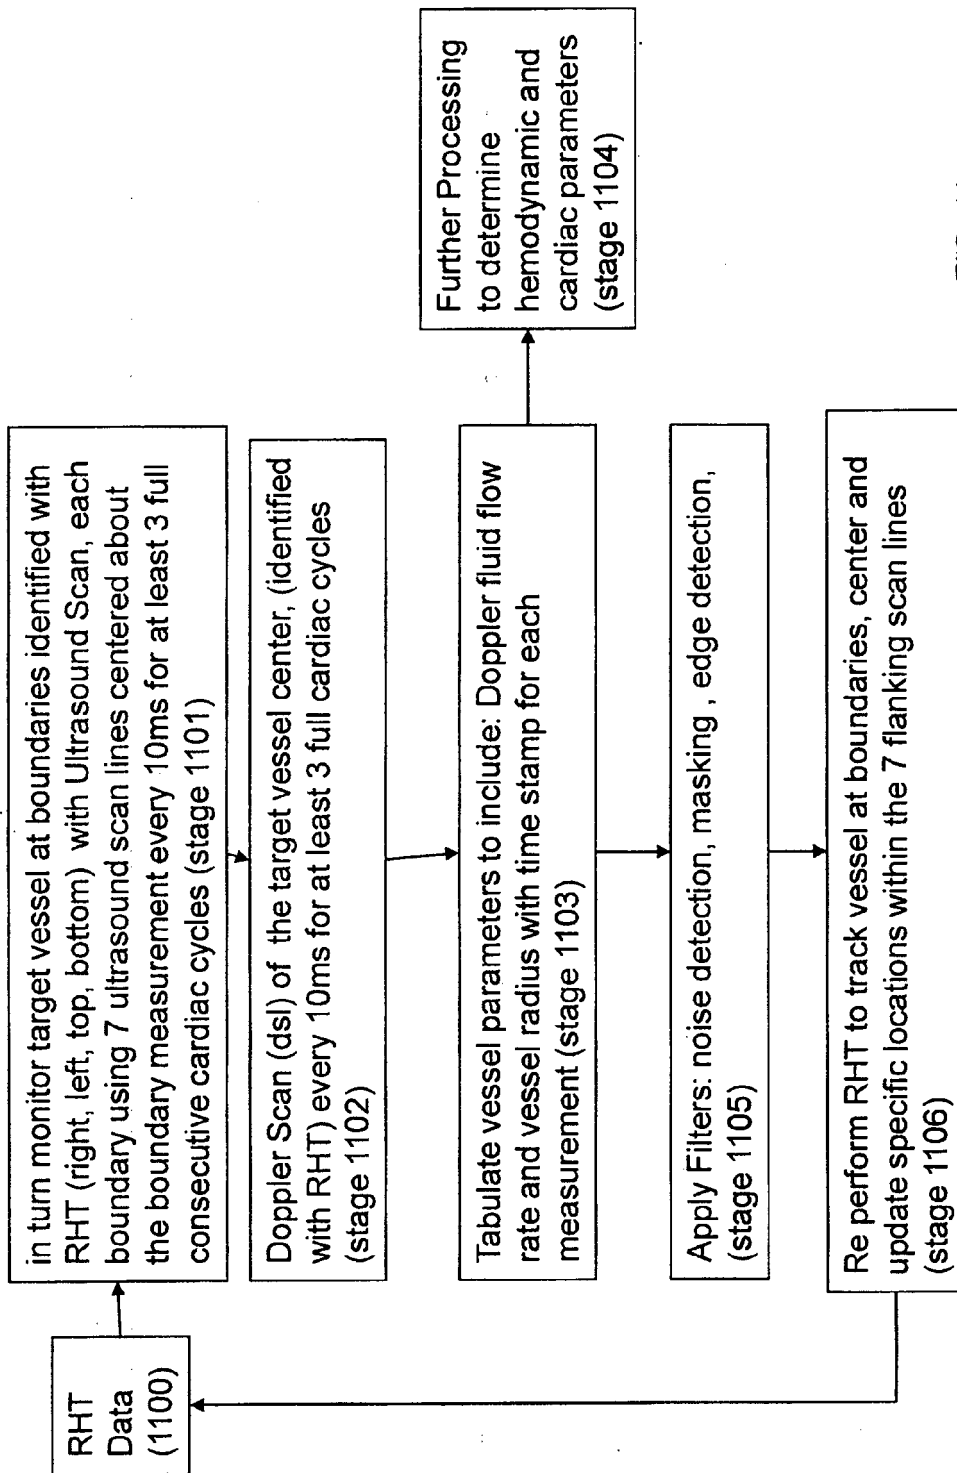 RHT
Data
(1100)
in turn monitor target vessel at boundaries identified with
RHT (right, left, top, bottom) with Ultrasound Scan, each
boundary using 7 ultrasound scan lines centered about
the boundary measurement every 10ms for at least 3 full
consecutive cardiac cycles (stage 1101)
Doppler Scan (dsl) of the target vessel center, (identified
with RHT) every 10ms for at least 3 full cardiac cycles
(stage 1102)
Tabulate vessel parameters to include: Doppler fluid flow
rate and vessel radius with time stamp for each
measurement (stage 1103)
Further Processing
to determine
hemodynamic and
cardiac parameters
(stage 1104)
Apply Filters: noise detection, masking , edge detection,
(stage 1105)
Re perform RHT to track vessel at boundaries, center and
update specific locations within the 7 flanking scan lines
(stage 1106)